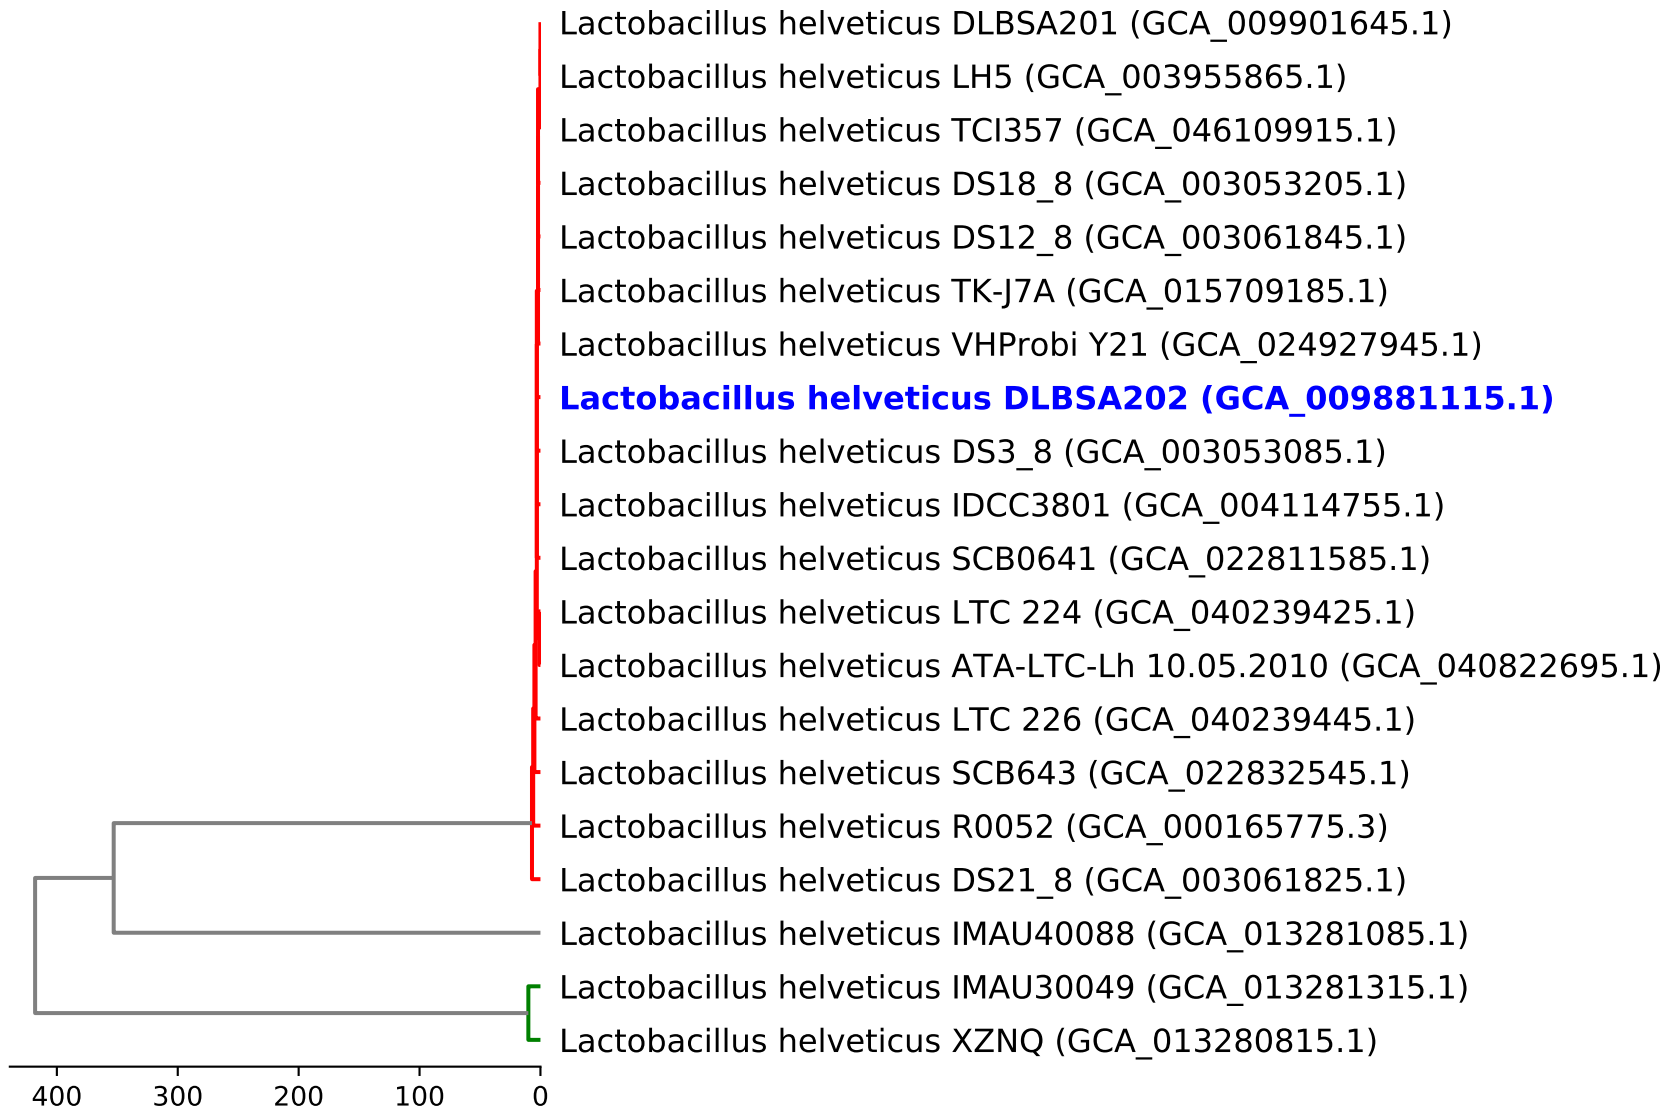 Lactobacillus helveticus DLBSA201 (GCA_009901645.1)
Lactobacillus helveticus LH5 (GCA_003955865.1)
Lactobacillus helveticus TCI357 (GCA_046109915.1)
Lactobacillus helveticus DS18_8 (GCA_003053205.1)
Lactobacillus helveticus DS12_8 (GCA_003061845.1)
Lactobacillus helveticus TK-J7A (GCA_015709185.1)
Lactobacillus helveticus VHProbi Y21 (GCA_024927945.1)
Lactobacillus helveticus DLBSA202 (GCA_009881115.1)
Lactobacillus helveticus DS3_8 (GCA_003053085.1)
Lactobacillus helveticus IDCC3801 (GCA_004114755.1)
Lactobacillus helveticus SCB0641 (GCA_022811585.1)
Lactobacillus helveticus LTC 224 (GCA_040239425.1)
Lactobacillus helveticus ATA-LTC-Lh 10.05.2010 (GCA_040822695.1)
Lactobacillus helveticus LTC 226 (GCA_040239445.1)
Lactobacillus helveticus SCB643 (GCA_022832545.1)
Lactobacillus helveticus R0052 (GCA_000165775.3)
Lactobacillus helveticus DS21_8 (GCA_003061825.1)
Lactobacillus helveticus IMAU40088 (GCA_013281085.1)
Lactobacillus helveticus IMAU30049 (GCA_013281315.1)
Lactobacillus helveticus XZNQ (GCA_013280815.1)
400 300 200 100 0